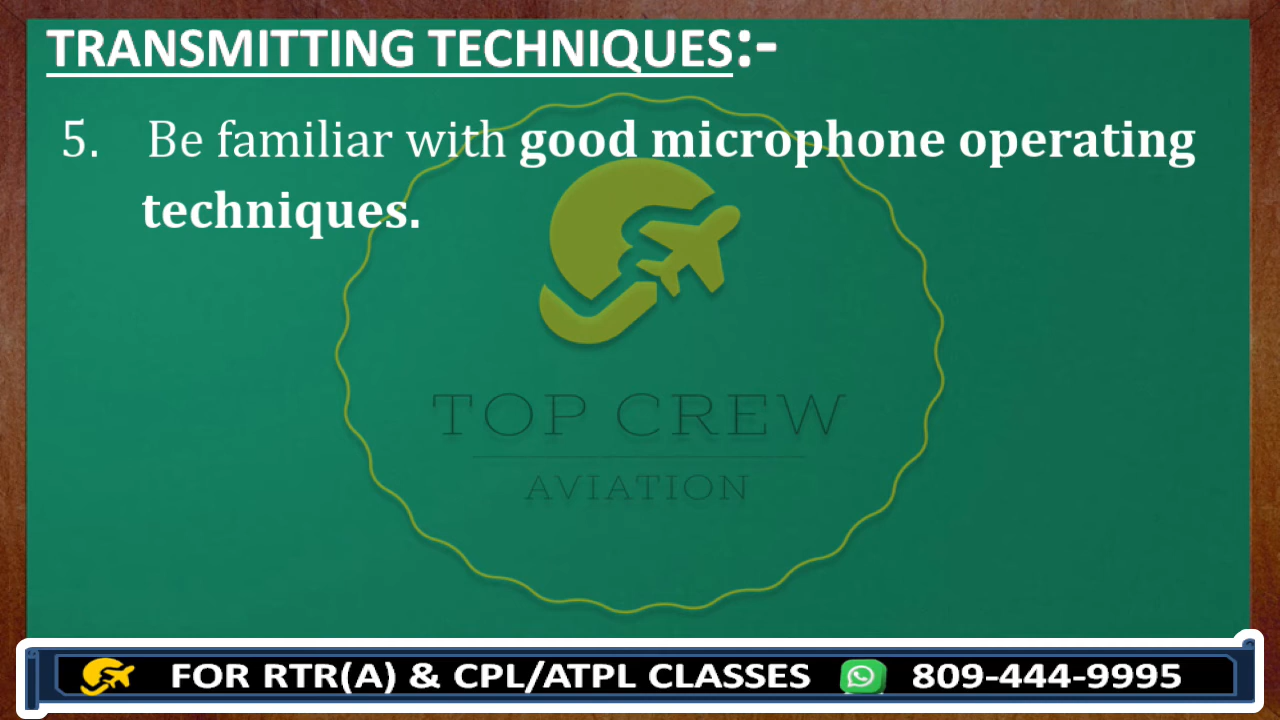 TRANSMITTING TECHNIQUES:-
5. Be familiar with good microphone operating
techniques.
TOP CREW
AVIATION
FOR RTR(A) & CPL/ATPL CLASSES 809-444-9995